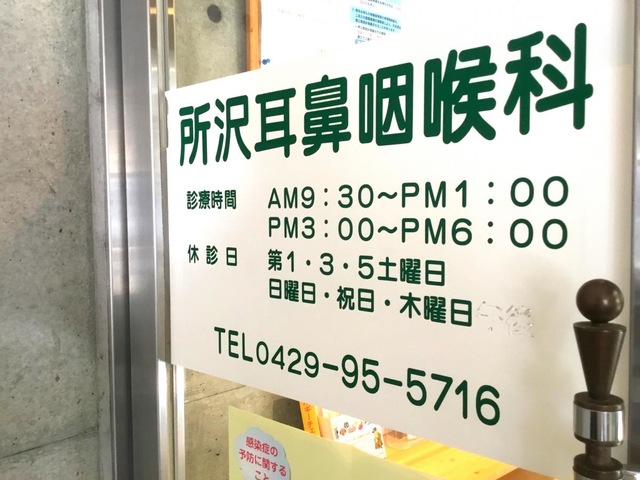 所沢耳鼻咽喉科
診療時間 AM9：30〜PM1：00
PM3：00〜PM6：00
休診日 第1・3・5土曜日
日曜日・祝日・木曜日
TEL0429-95-5716
感染症の
予防に関する
こと